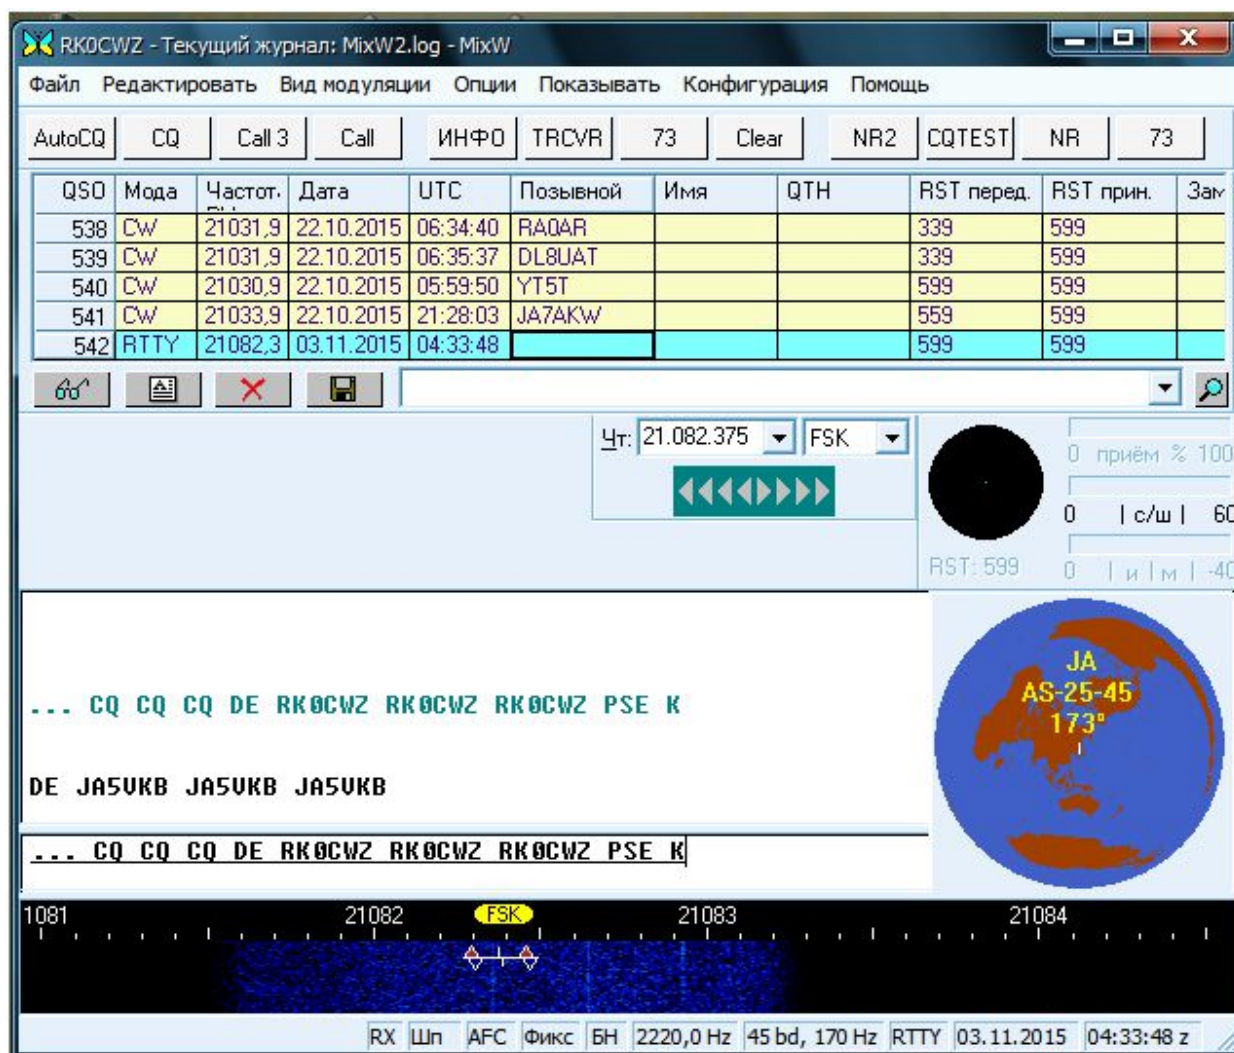 RK0CWZ - Текущий журнал: MixW2.log - MixW
Файл Редактировать Вид модуляции Опции Показывать Конфигурация Помощь
AutoCQ CQ Call 3 Call ИНФО TRCVR 73 Clear NR2 CQTEST NR 73
QSO Мода Частот. Дата UTC Позывной Имя QTH RST перед. RST прин. Зам
538 CW 21031,9 22.10.2015 06:34:40 RA0AR 339 599
539 CW 21031,9 22.10.2015 06:35:37 DL8UAT 339 599
540 CW 21030,9 22.10.2015 05:59:50 YT5T 599 599
541 CW 21033,9 22.10.2015 21:28:03 JA7AKW 559 599
542 RTTY 21082,3 03.11.2015 04:33:48 599 599
Чт: 21.082.375 FSK
0 приём % 100
0 | с/ш | 60
RST: 599 0 | и | м | -40
JA
AS-25-45
173°
... CQ CQ CQ DE RK0CWZ RK0CWZ RK0CWZ PSE K
DE JA5VKB JA5VKB JA5VKB
... CQ CQ CQ DE RK0CWZ RK0CWZ RK0CWZ PSE K
1081 21082 FSK 21083 21084
RX Шп AFC Фикс БН 2220,0 Hz 45 bd, 170 Hz RTTY 03.11.2015 04:33:48 z